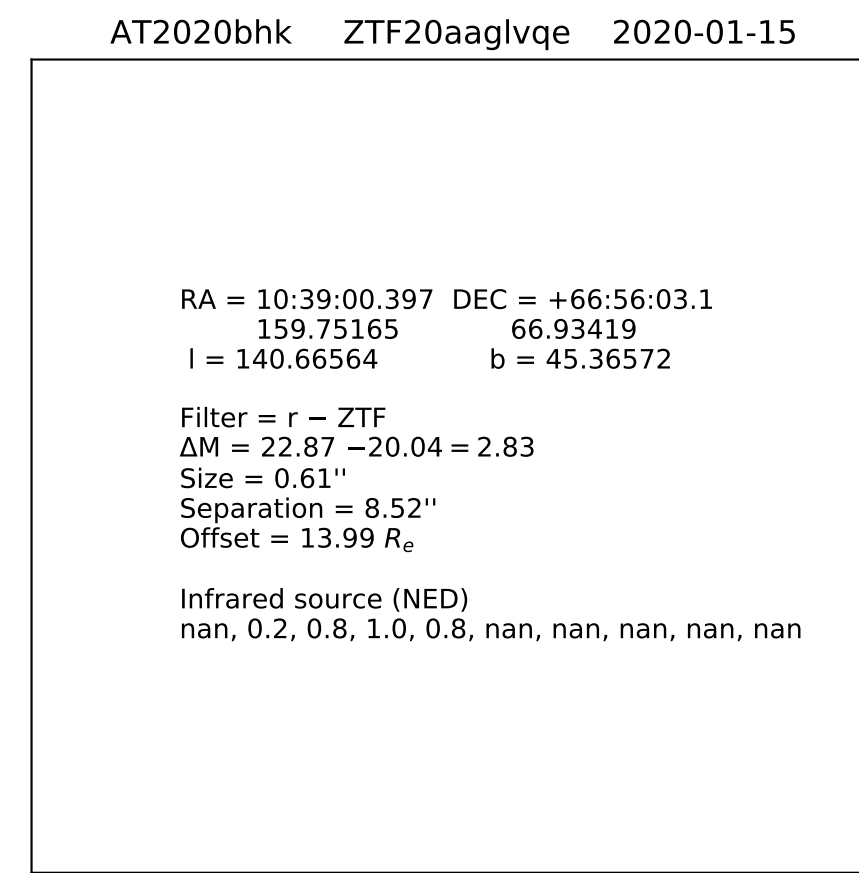 AT2020bhk ZTF20aaglvqe 2020-01-15
RA = 10:39:00.397 DEC = +66:56:03.1
159.75165 66.93419
l = 140.66564 b = 45.36572
Filter = r − ZTF
ΔM = 22.87 −20.04 = 2.83
Size = 0.61''
Separation = 8.52''
Offset = 13.99 Rₑ
Infrared source (NED)
nan, 0.2, 0.8, 1.0, 0.8, nan, nan, nan, nan, nan